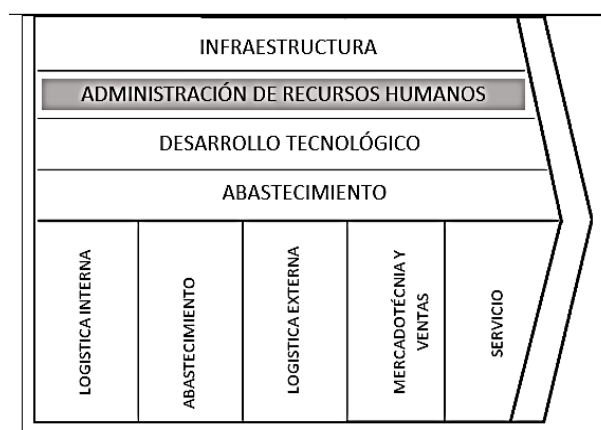 INFRAESTRUCTURA
ADMINISTRACIÓN DE RECURSOS HUMANOS
DESARROLLO TECNOLÓGICO
ABASTECIMIENTO
LOGISTICA INTERNA
ABASTECIMIENTO
LOGISTICA EXTERNA
MERCADOTÉCNIA Y
VENTAS
SERVICIO